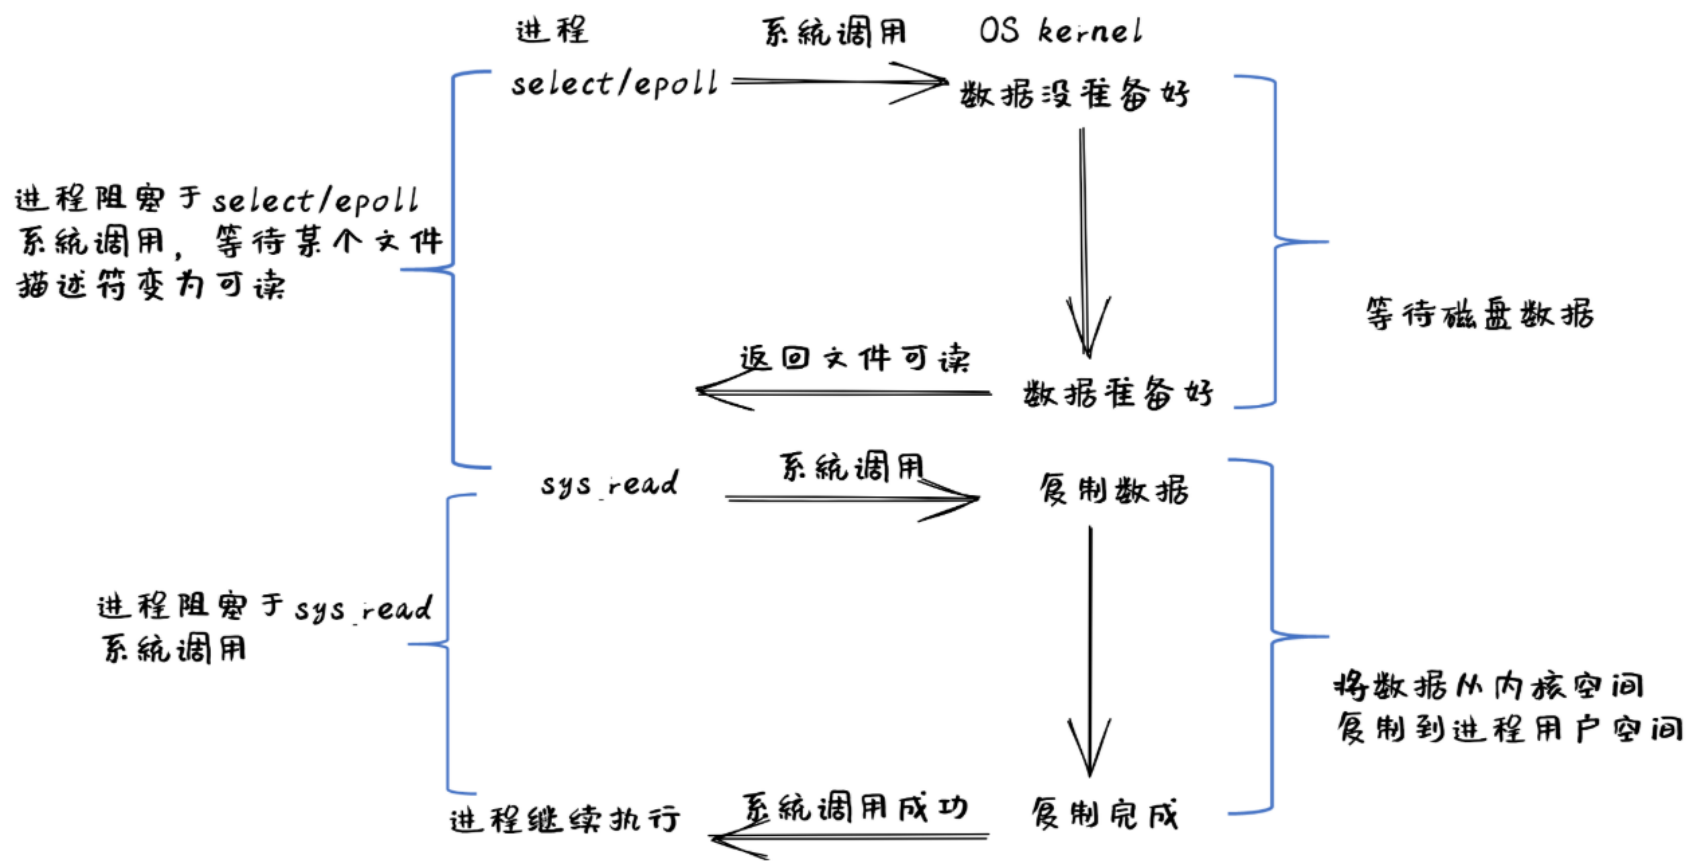 进程
系统调用
OS kernel
select/epoll
数据没准备好
进程阻塞于select/epoll
系统调用，等待某个文件
描述符变为可读
等待磁盘数据
返回文件可读
数据准备好
系统调用
sys_read
复制数据
进程阻塞于sys_read
系统调用
将数据从内核空间
复制到进程用户空间
进程继续执行
系统调用成功
复制完成